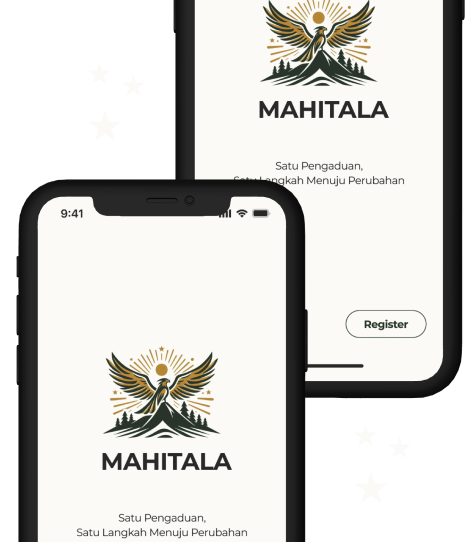 MAHITALA
Satu Pengaduan,
Satu Langkah Menuju Perubahan
Register
9:41
MAHITALA
Satu Pengaduan,
Satu Langkah Menuju Perubahan